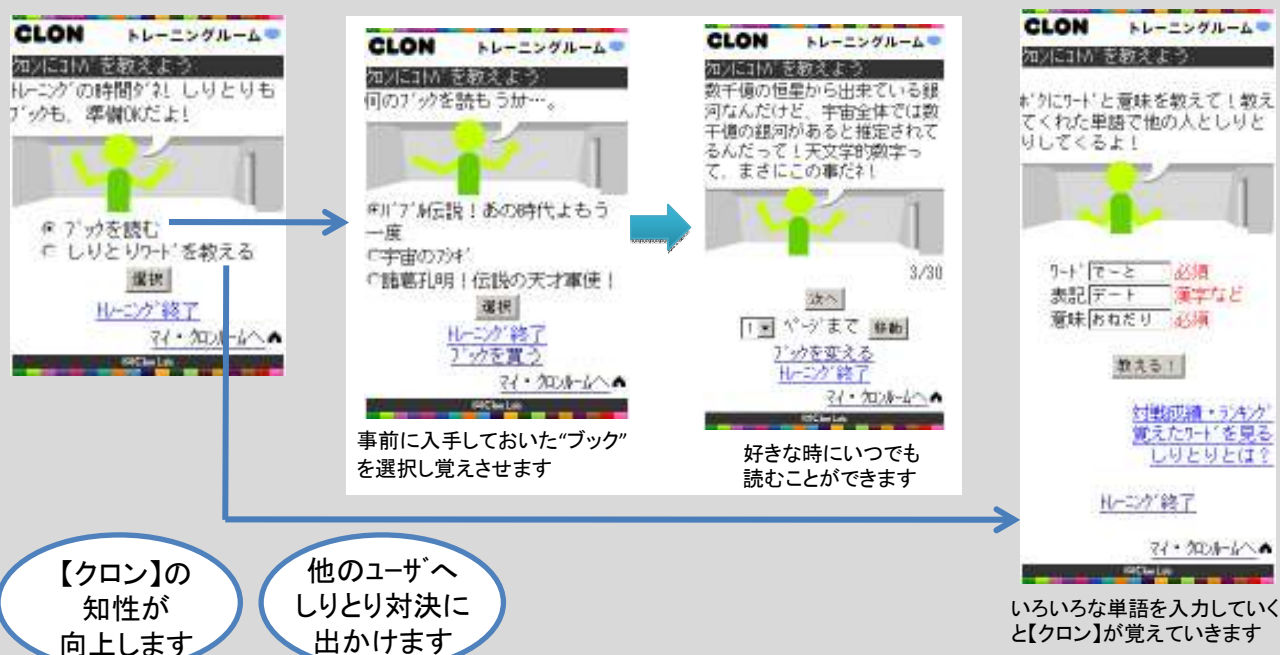 CLON トレーニングルーム
クロンにコトバを教えよう
トレーニングの時間ダネ! しりとりも
ブックも、準備OKだよ!
ブックを読む
しりとりワードを教える
選択
トレーニング終了
マイ・クロンルームへ
©Clon Lab
CLON トレーニングルーム
クロンにコトバを教えよう
何のブックを読もうか…。
バブル伝説!あの時代よもう
一度
宇宙のフシギ
諸葛孔明!伝説の天才軍使!
選択
トレーニング終了
ブックを買う
マイ・クロンルームへ
©Clon Lab
事前に入手しておいた“ブック”
を選択し覚えさせます
CLON トレーニングルーム
クロンにコトバを教えよう
数千億の恒星から出来ている銀
河なんだけど、宇宙全体では数
千億の銀河があると推定されて
るんだって!天文学的数字っ
て、まさにこの事だネ!
3/30
次へ
1 ページまで 移動
ブックを変える
トレーニング終了
マイ・クロンルームへ
©Clon Lab
好きな時にいつでも
読むことができます
CLON トレーニングルーム
クロンにコトバを教えよう
ボクにワードと意味を教えて!教え
てくれた単語で他の人としりと
りしてくるよ!
ワード でーと 必須
表記 デート 漢字など
意味 おねだり 必須
教える!
対戦成績・ランキング
覚えたワードを見る
しりとりとは?
トレーニング終了
マイ・クロンルームへ
©Clon Lab
いろいろな単語を入力していく
と【クロン】が覚えていきます
【クロン】の
知性が
向上します
他のユーザへ
しりとり対決に
出かけます